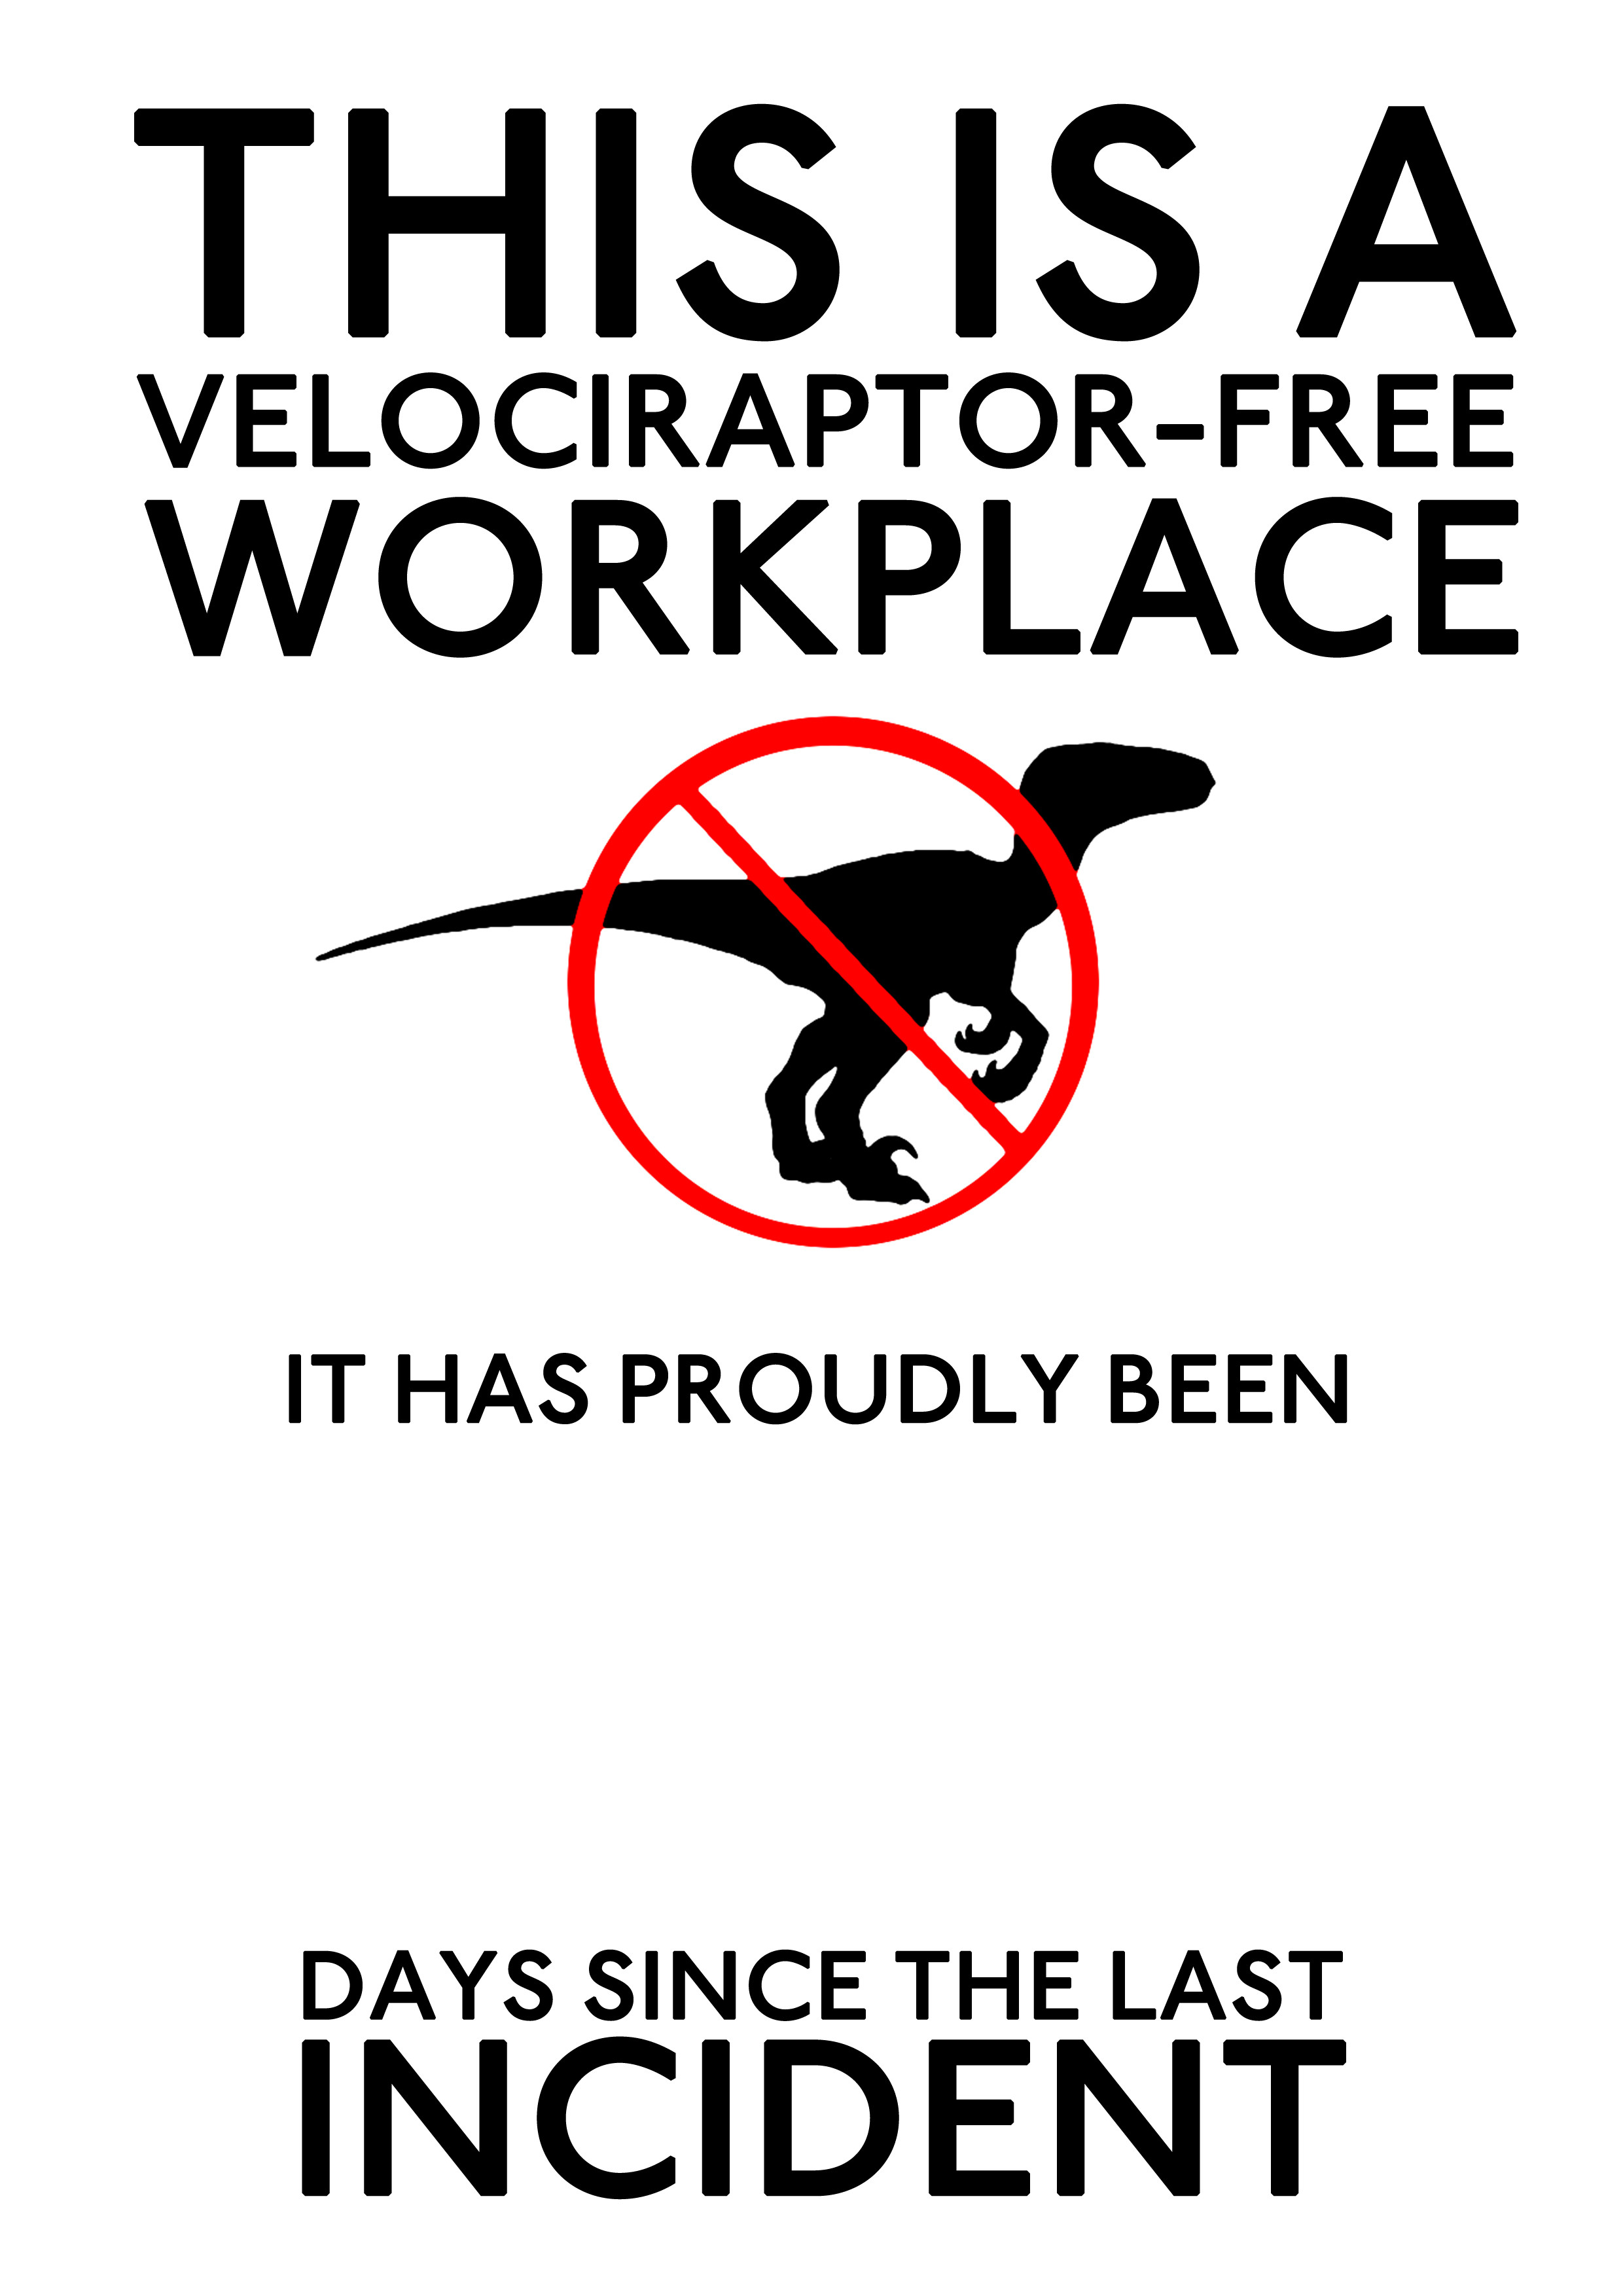 THIS IS A
VELOCIRAPTOR-FREE
WORKPLACE
IT HAS PROUDLY BEEN
DAYS SINCE THE LAST
INCIDENT